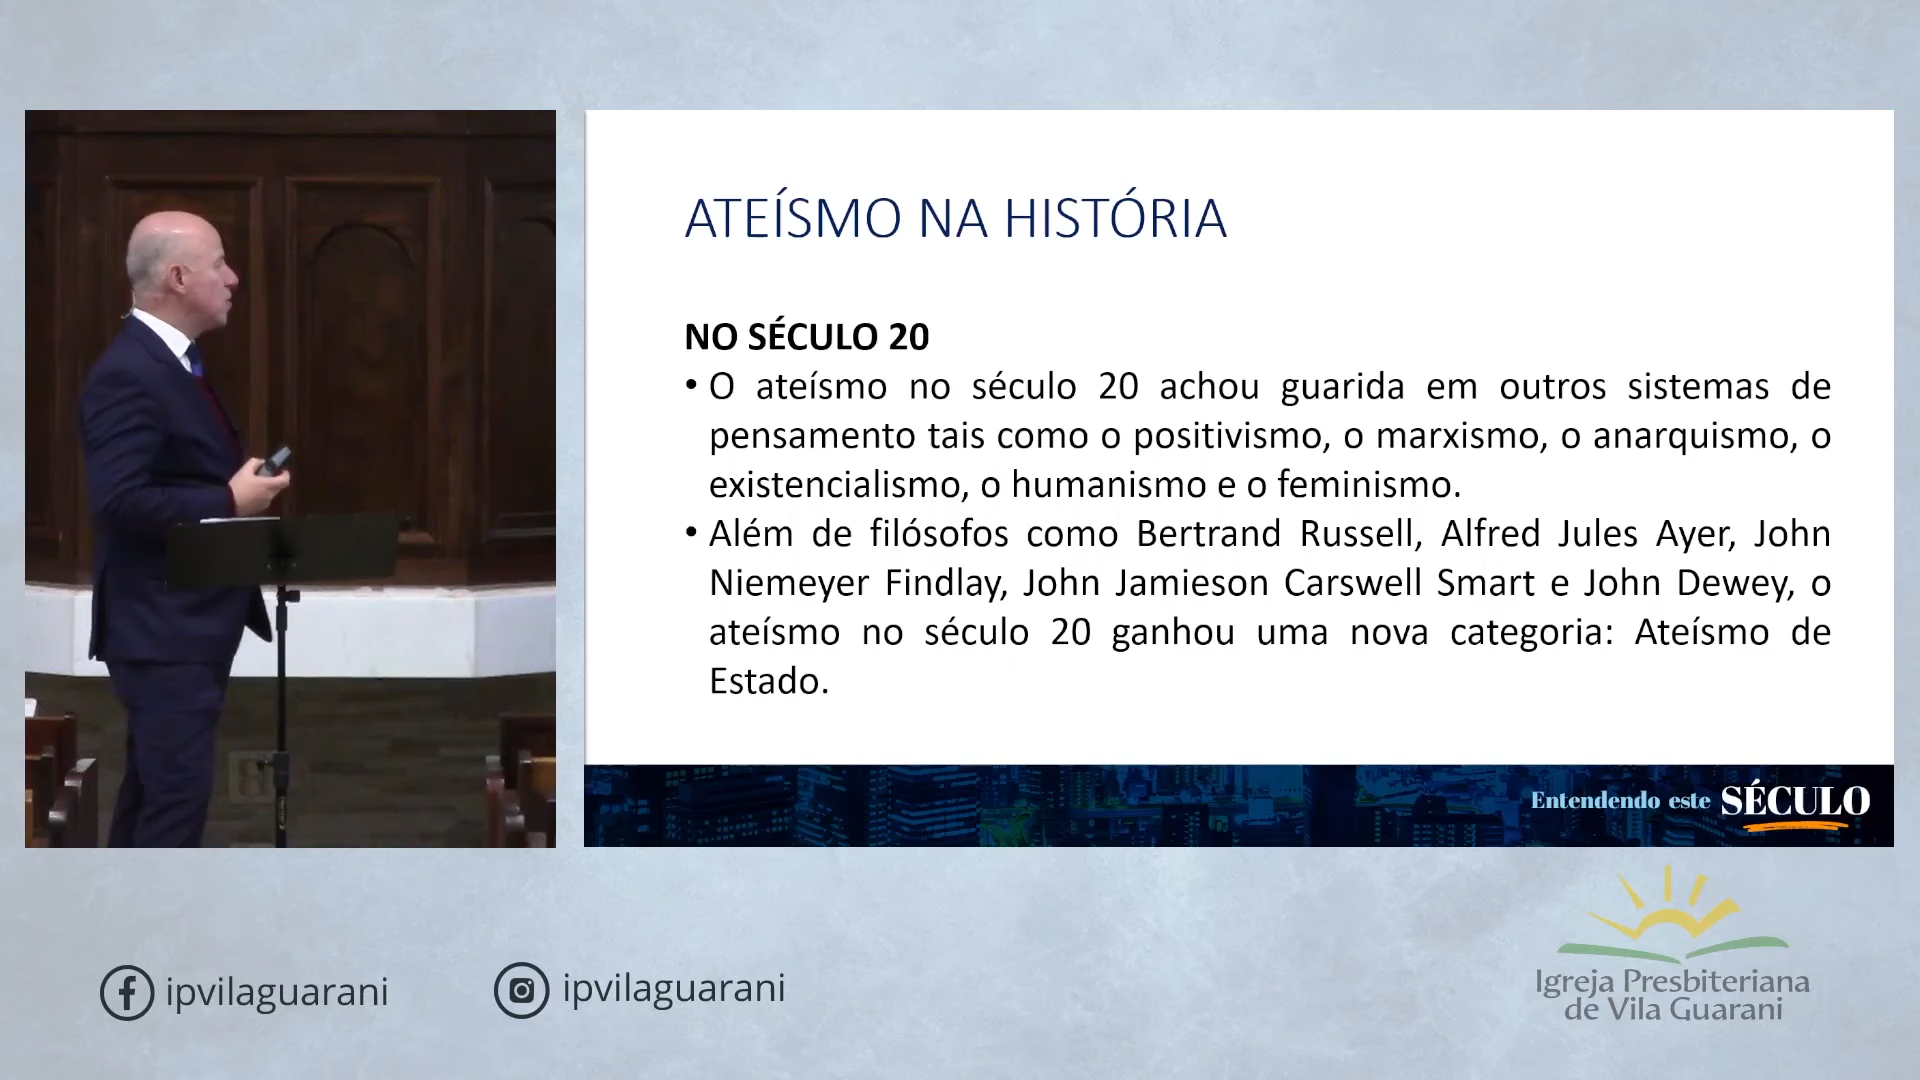 ATEÍSMO NA HISTÓRIA
NO SÉCULO 20
• O ateísmo no século 20 achou guarida em outros sistemas de
pensamento tais como o positivismo, o marxismo, o anarquismo, o
existencialismo, o humanismo e o feminismo.
• Além de filósofos como Bertrand Russell, Alfred Jules Ayer, John
Niemeyer Findlay, John Jamieson Carswell Smart e John Dewey, o
ateísmo no século 20 ganhou uma nova categoria: Ateísmo de
Estado.
Entendendo este SÉCULO
ipvilaguarani
ipvilaguarani
Igreja Presbiteriana
de Vila Guarani